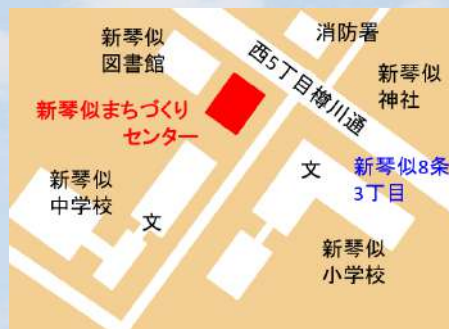 消防署
新琴似
図書館
西5丁目樽川通
新琴似
神社
新琴似まちづくり
センター
文
新琴似8条
3丁目
新琴似
中学校
文
新琴似
小学校